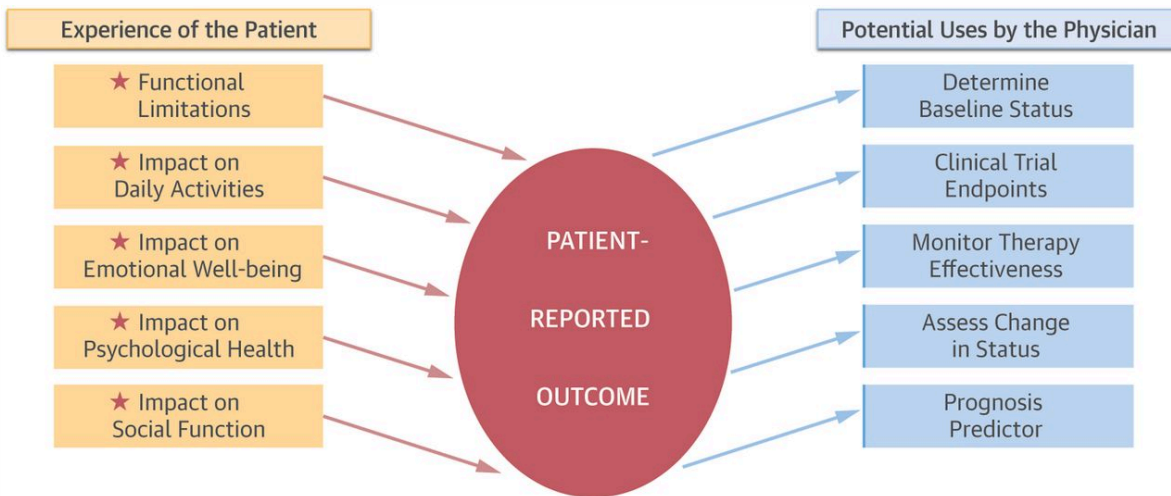 Experience of the Patient
★ Functional
Limitations
★ Impact on
Daily Activities
★ Impact on
Emotional Well-being
★ Impact on
Psychological Health
★ Impact on
Social Function
PATIENT-
REPORTED
OUTCOME
Potential Uses by the Physician
Determine
Baseline Status
Clinical Trial
Endpoints
Monitor Therapy
Effectiveness
Assess Change
in Status
Prognosis
Predictor